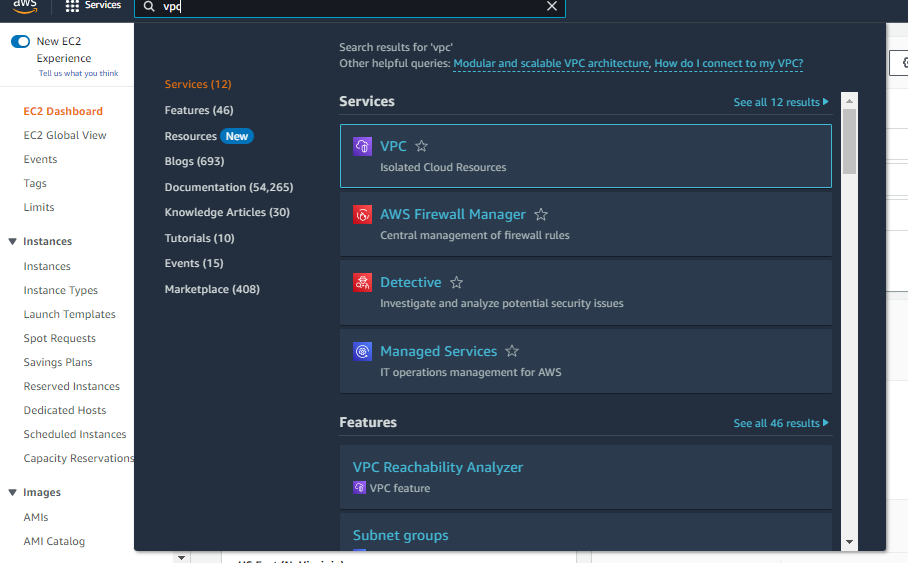 aws
Services
vpc
New EC2
Experience
Tell us what you think
EC2 Dashboard
EC2 Global View
Events
Tags
Limits
Instances
Instances
Instance Types
Launch Templates
Spot Requests
Savings Plans
Reserved Instances
Dedicated Hosts
Scheduled Instances
Capacity Reservations
Images
AMIs
AMI Catalog
Services (12)
Features (46)
Resources New
Blogs (693)
Documentation (54,265)
Knowledge Articles (30)
Tutorials (10)
Events (15)
Marketplace (408)
Search results for 'vpc'
Other helpful queries: Modular and scalable VPC architecture, How do I connect to my VPC?
Services
See all 12 results
VPC
Isolated Cloud Resources
AWS Firewall Manager
Central management of firewall rules
Detective
Investigate and analyze potential security issues
Managed Services
IT operations management for AWS
Features
See all 46 results
VPC Reachability Analyzer
VPC feature
Subnet groups